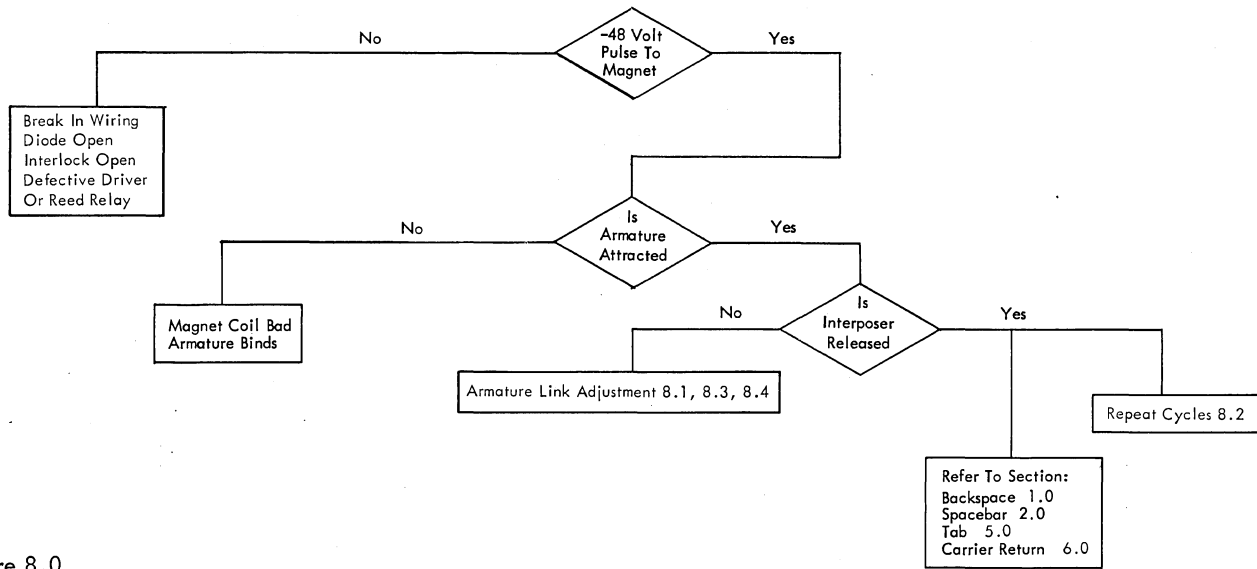 -48 Volt
Pulse To
Magnet
No
Yes
Break In Wiring
Diode Open
Interlock Open
Defective Driver
Or Reed Relay
Is
Armature
Attracted
No
Yes
Magnet Coil Bad
Armature Binds
Is
Interposer
Released
No
Yes
Armature Link Adjustment 8.1, 8.3, 8.4
Repeat Cycles 8.2
Refer To Section:
Backspace 1.0
Spacebar 2.0
Tab 5.0
Carrier Return 6.0
re 8.0